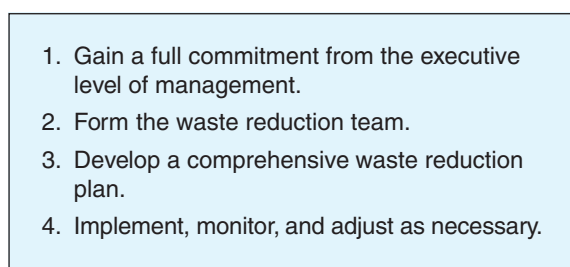 1. Gain a full commitment from the executive
level of management.
2. Form the waste reduction team.
3. Develop a comprehensive waste reduction
plan.
4. Implement, monitor, and adjust as necessary.